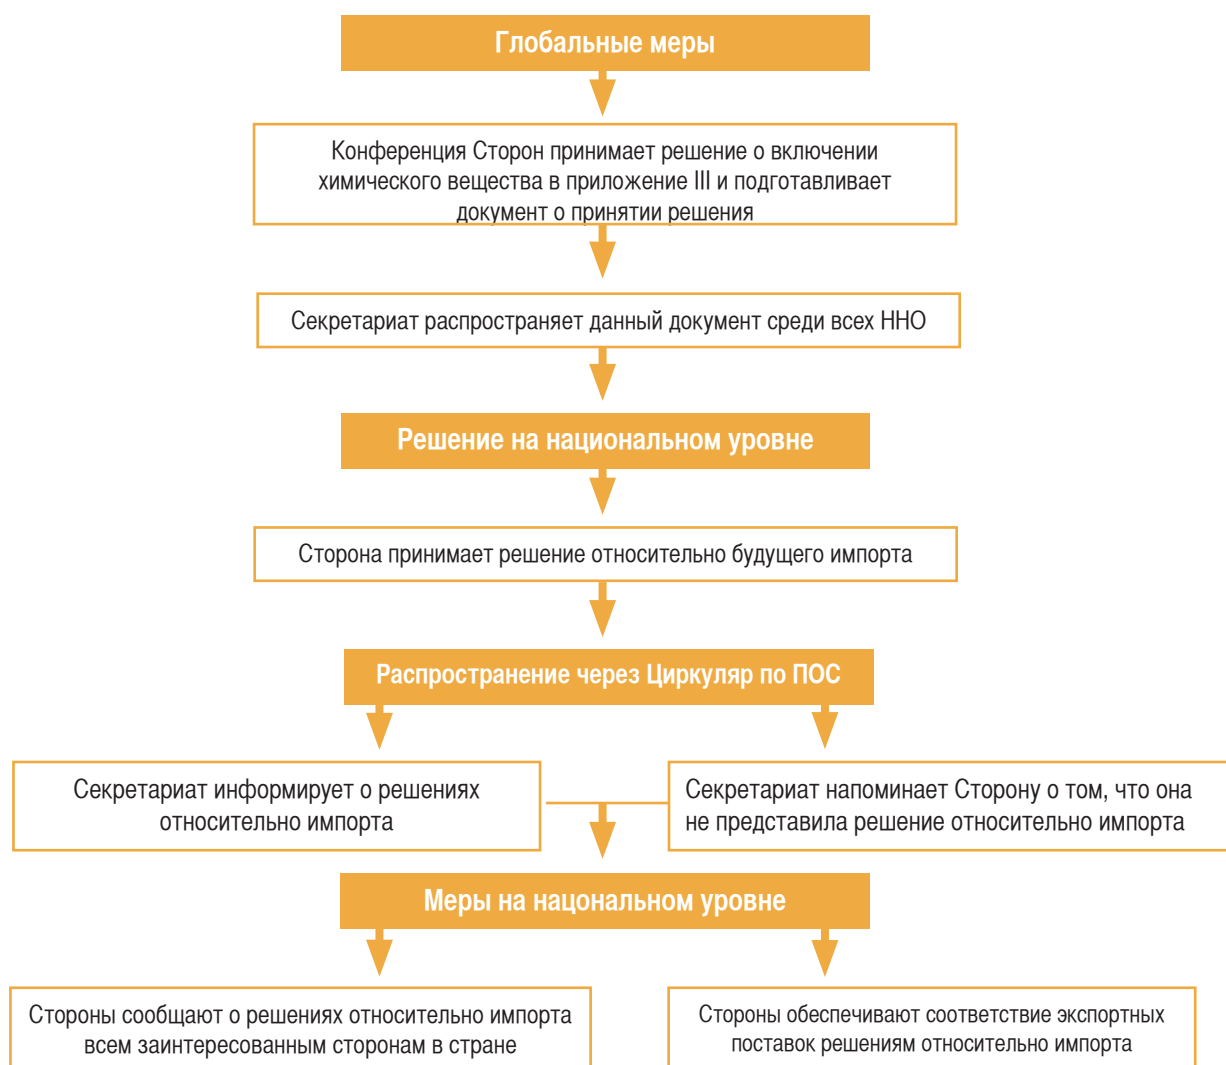 Глобальные меры
Конференция Сторон принимает решение о включении
химического вещества в приложение III и подготавливает
документ о принятии решения
Секретариат распространяет данный документ среди всех ННО
Решение на национальном уровне
Сторона принимает решение относительно будущего импорта
Распространение через Циркуляр по ПОС
Секретариат информирует о решениях
относительно импорта
Секретариат напоминает Сторону о том, что она
не представила решение относительно импорта
Меры на нацональном уровне
Стороны сообщают о решениях относительно импорта
всем заинтересованным сторонам в стране
Стороны обеспечивают соответствие экспортных
поставок решениям относительно импорта